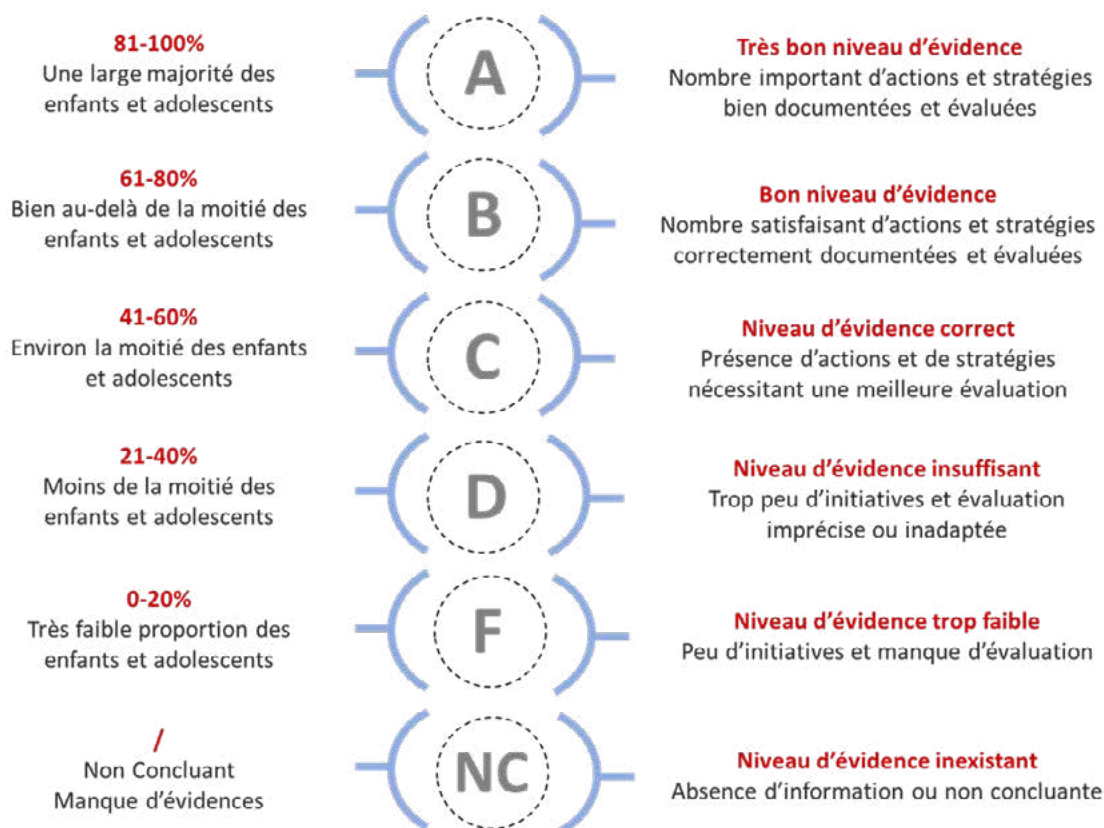 81-100%
Une large majorité des
enfants et adolescents
A
Très bon niveau d'évidence
Nombre important d'actions et stratégies
bien documentées et évaluées
61-80%
Bien au-delà de la moitié des
enfants et adolescents
B
Bon niveau d'évidence
Nombre satisfaisant d'actions et stratégies
correctement documentées et évaluées
41-60%
Environ la moitié des enfants
et adolescents
C
Niveau d'évidence correct
Présence d'actions et de stratégies
nécessitant une meilleure évaluation
21-40%
Moins de la moitié des
enfants et adolescents
D
Niveau d'évidence insuffisant
Trop peu d'initiatives et évaluation
imprécise ou inadaptée
0-20%
Très faible proportion des
enfants et adolescents
F
Niveau d'évidence trop faible
Peu d'initiatives et manque d'évaluation
/
Non Concluant
Manque d'évidences
NC
Niveau d'évidence inexistant
Absence d'information ou non concluante